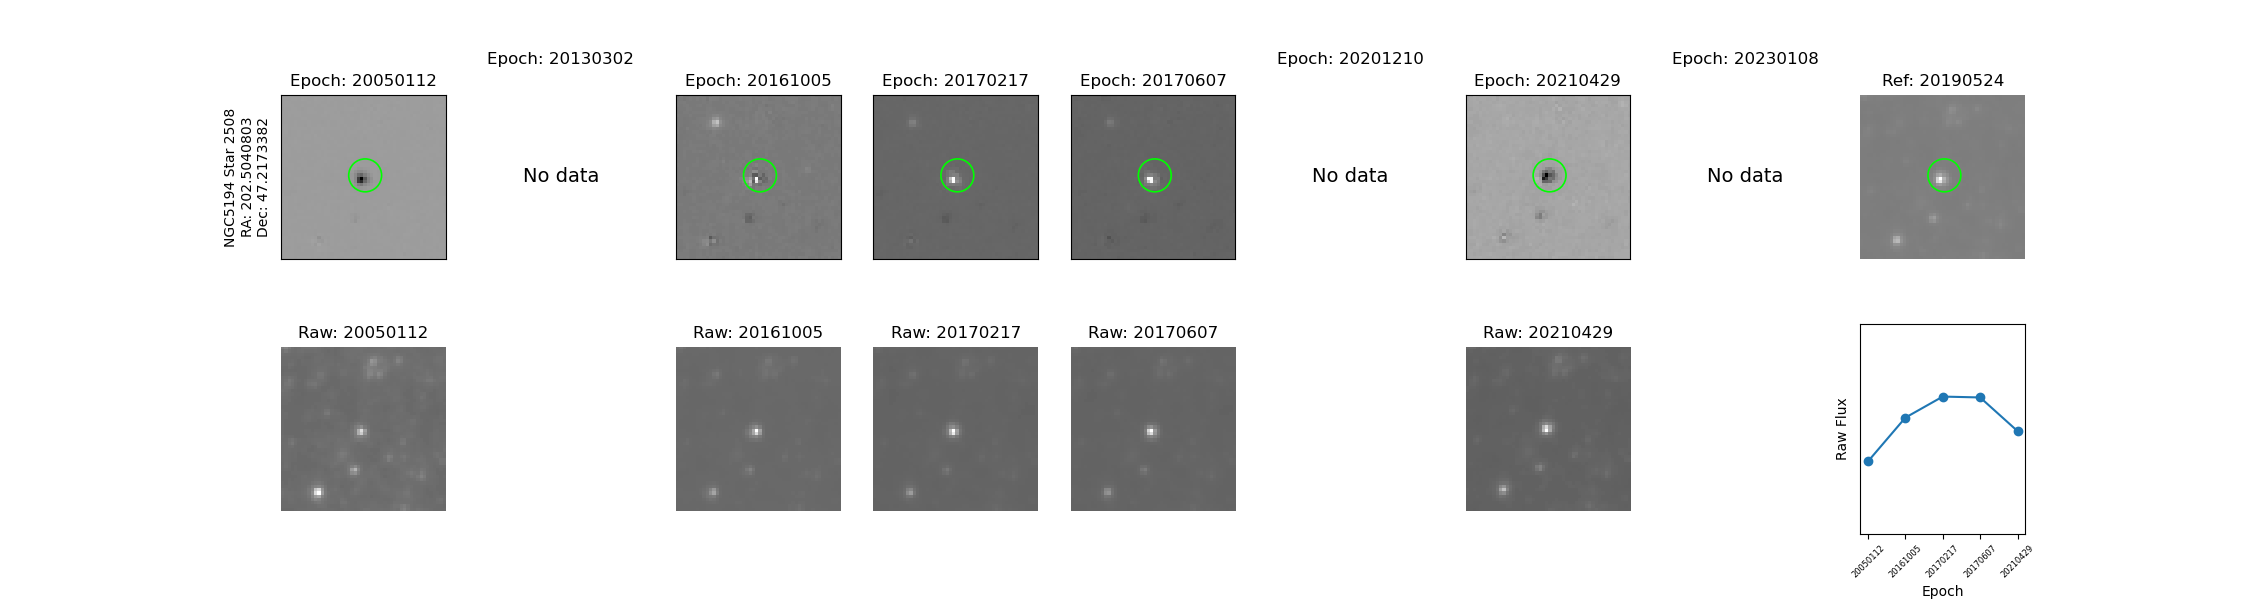 Epoch: 20050112
Epoch: 20130302
Epoch: 20161005
Epoch: 20170217
Epoch: 20170607
Epoch: 20201210
Epoch: 20210429
Epoch: 20230108
Ref: 20190524
NGC5194 Star 2508
RA: 202.5040803
Dec: 47.21733382
No data
No data
No data
Raw: 20050112
Raw: 20161005
Raw: 20170217
Raw: 20170607
Raw: 20210429
Raw Flux
20050112
20161005
20170217
20170607
20210429
Epoch